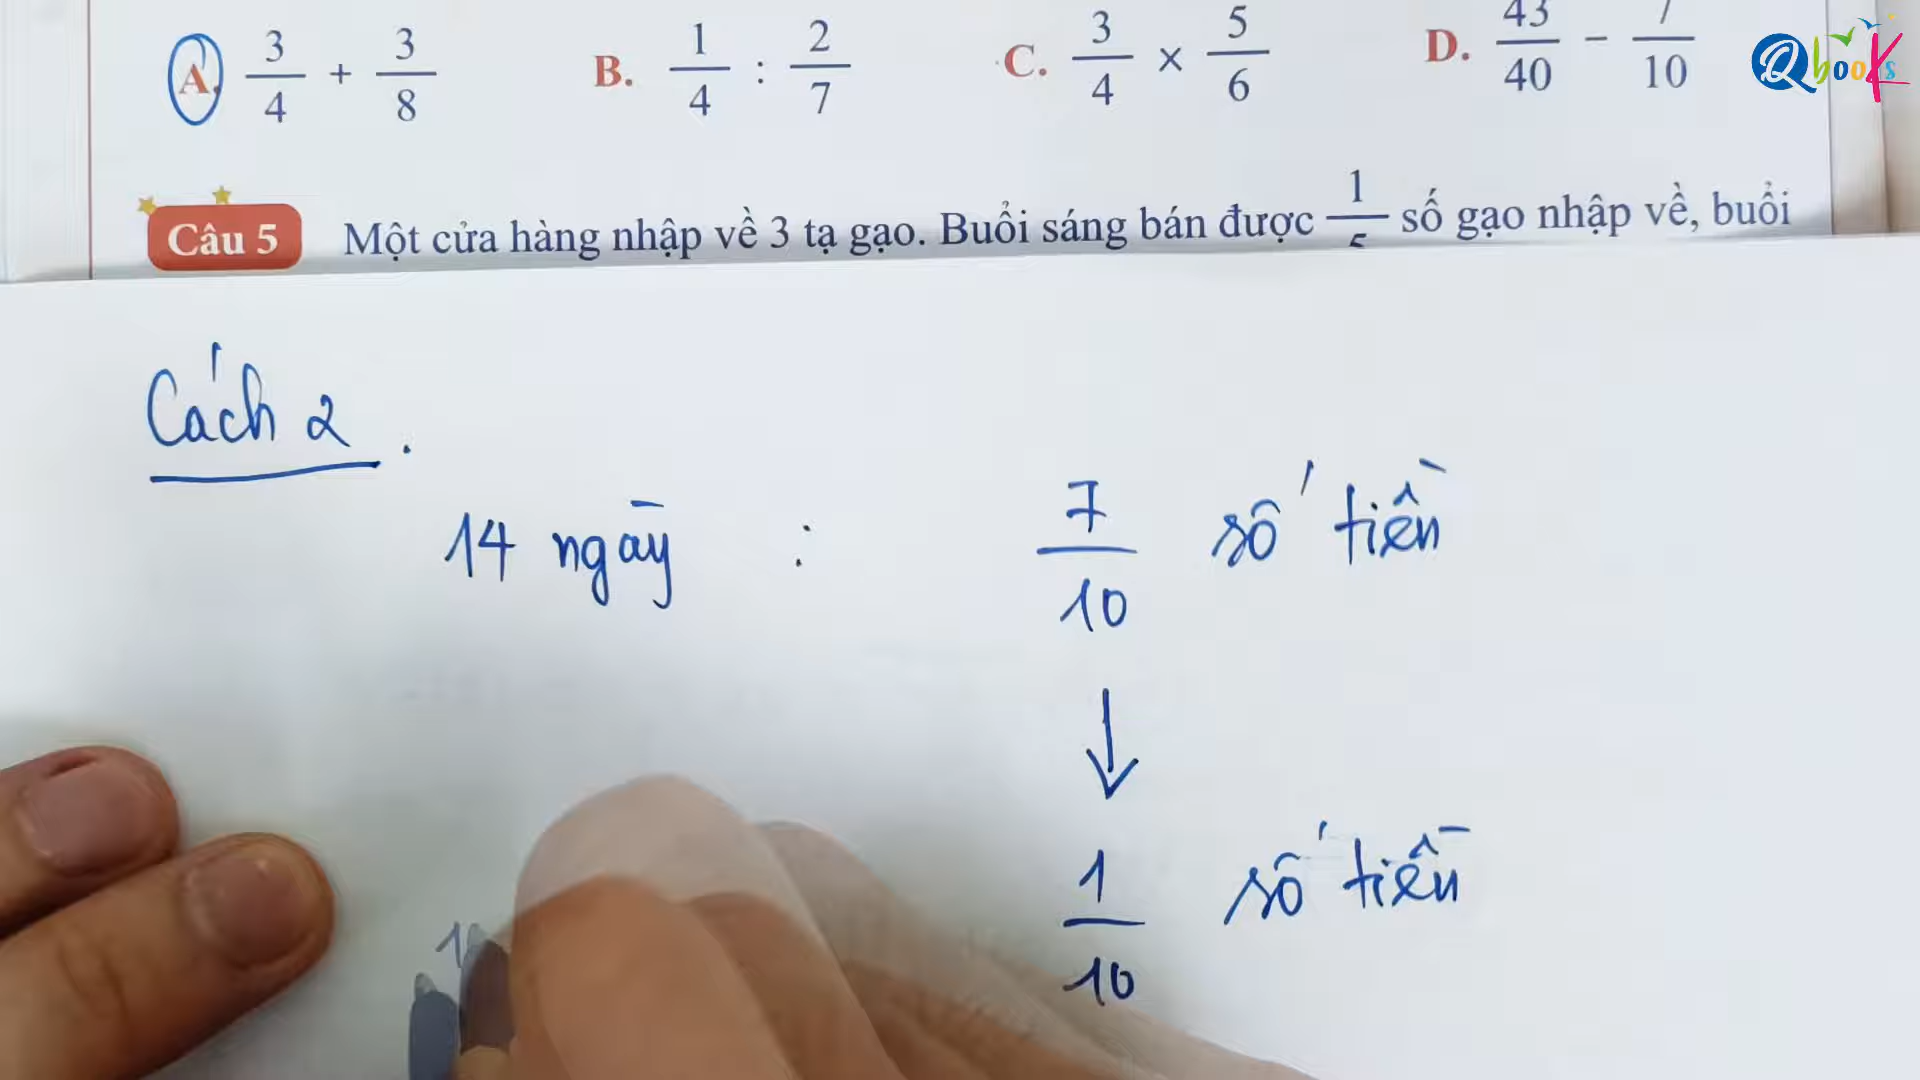 A. 3/4 + 3/8 B. 1/4 : 2/7 C. 3/4 × 5/6 D. 43/40 − 7/10
Qbooks
Câu 5 Một cửa hàng nhập về 3 tạ gạo. Buổi sáng bán được 1/5 số gạo nhập về, buổi
Cách 2.
14 ngày : 7/10 số tiền
1/10 số tiền